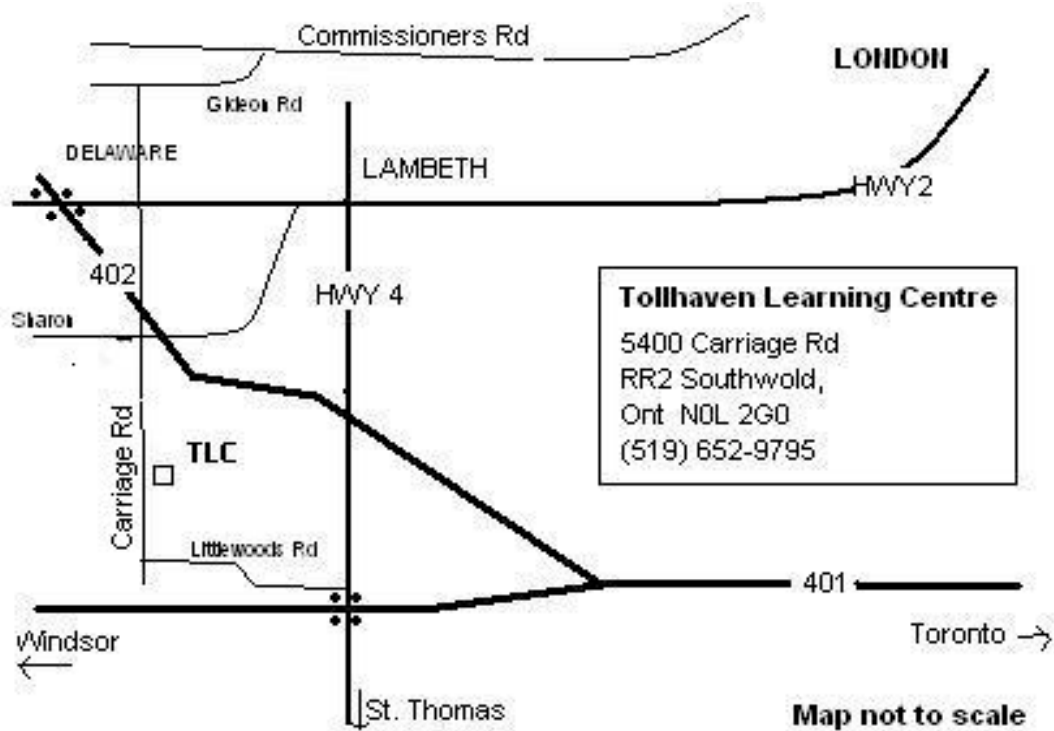 Commissioners Rd
LONDON
Gideon Rd
DELAWARE
LAMBETH
HWY2
402
HWY 4
Sharon
Tollhaven Learning Centre
5400 Carriage Rd
RR2 Southwold,
Ont N0L 2G0
(519) 652-9795
Carriage Rd
TLC
Littlewoods Rd
401
Windsor
Toronto
St. Thomas
Map not to scale